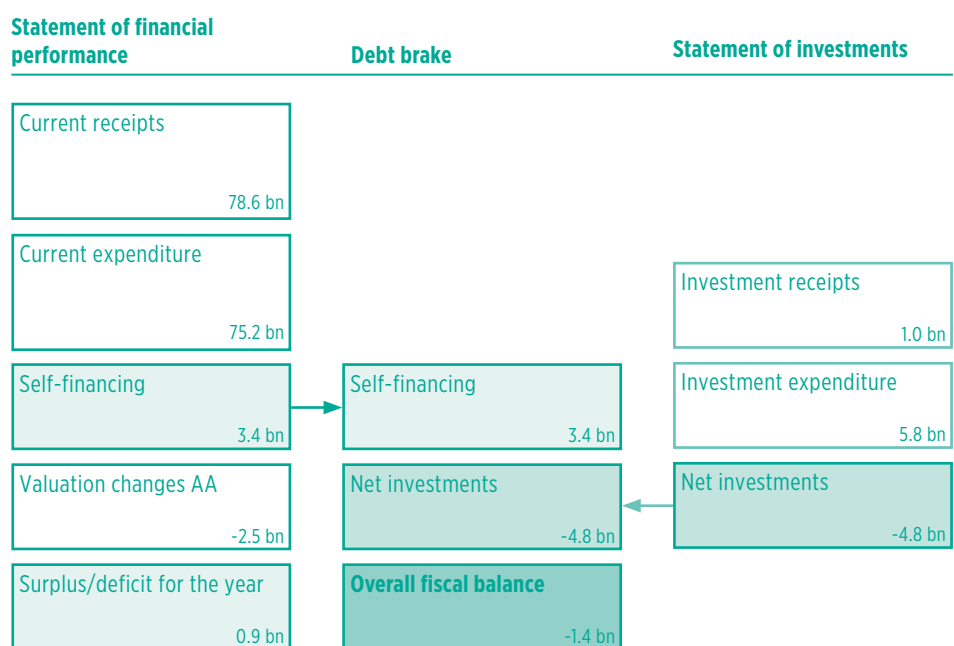 Statement of financial
performance
Debt brake
Statement of investments
Current receipts
78.6 bn
Current expenditure
75.2 bn
Self-financing
3.4 bn
Valuation changes AA
-2.5 bn
Surplus/deficit for the year
0.9 bn
Self-financing
3.4 bn
Net investments
-4.8 bn
Overall fiscal balance
-1.4 bn
Investment receipts
1.0 bn
Investment expenditure
5.8 bn
Net investments
-4.8 bn